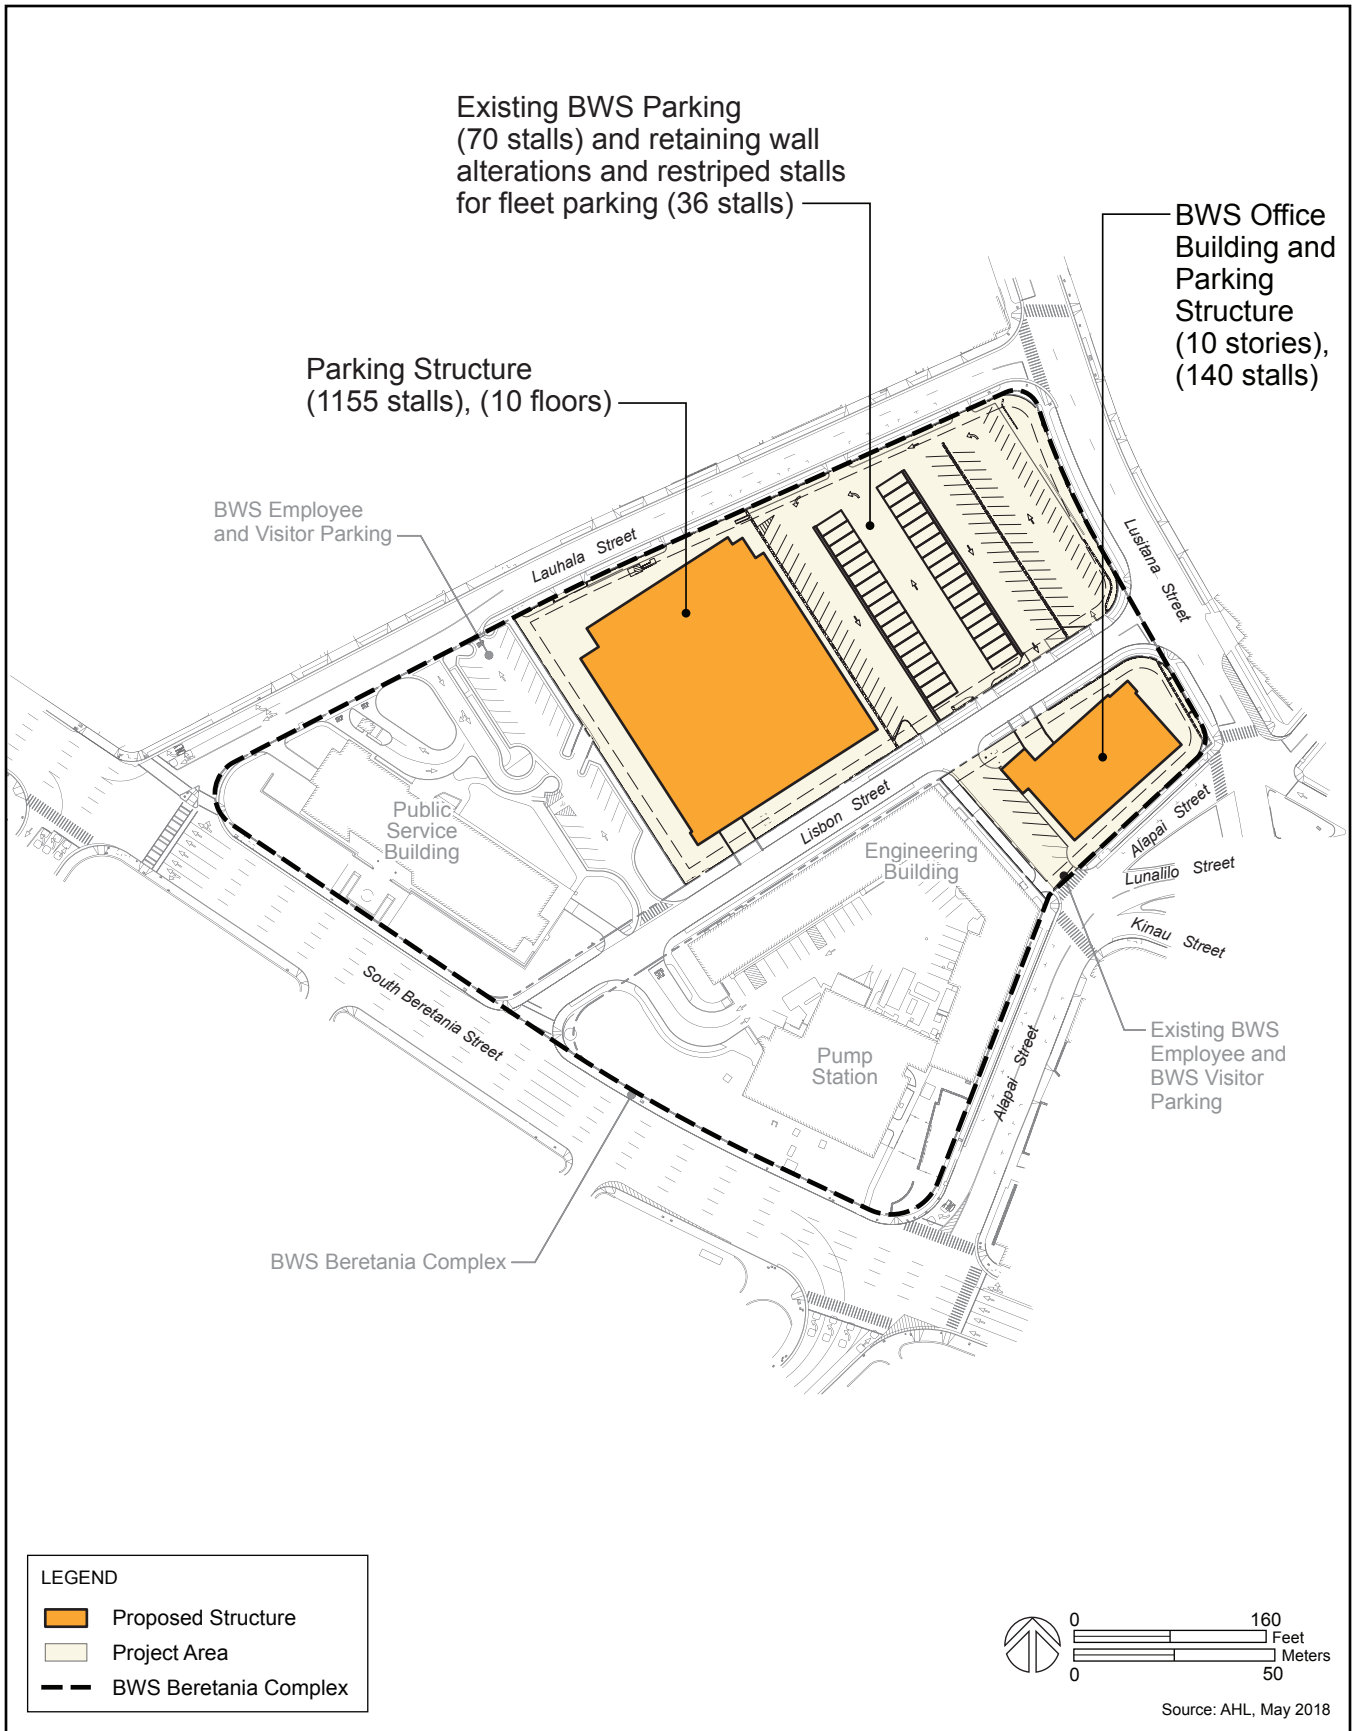 Existing BWS Parking
(70 stalls) and retaining wall
alterations and restriped stalls
for fleet parking (36 stalls)
BWS Office
Building and
Parking
Structure
(10 stories),
(140 stalls)
Parking Structure
(1155 stalls), (10 floors)
BWS Employee
and Visitor Parking
Lauhala Street
Lusitana Street
Public
Service
Building
Lisbon Street
Engineering
Building
Alapai Street
Lunalilo Street
Kinau Street
South Beretania Street
Pump
Station
Alapai Street
Existing BWS
Employee and
BWS Visitor
Parking
BWS Beretania Complex
LEGEND
Proposed Structure
Project Area
BWS Beretania Complex
0 160
Feet
Meters
0 50
Source: AHL, May 2018